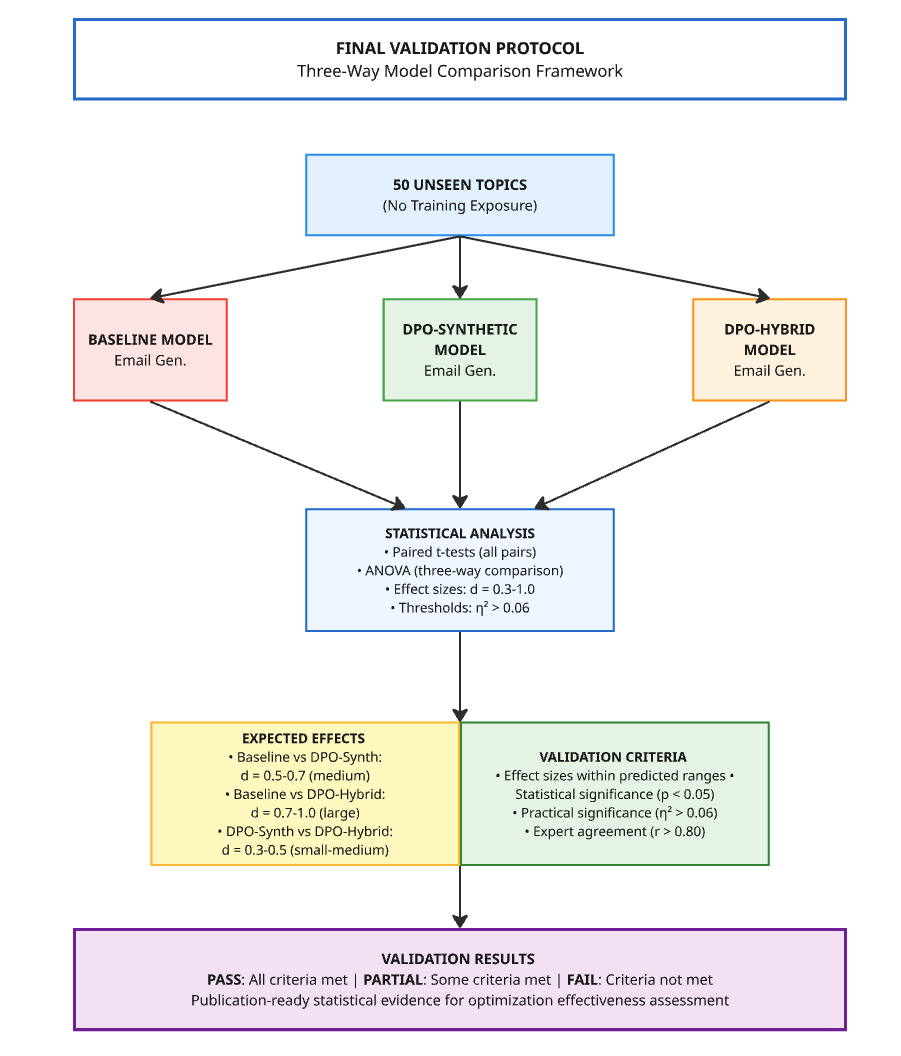 FINAL VALIDATION PROTOCOL
Three-Way Model Comparison Framework
50 UNSEEN TOPICS
(No Training Exposure)
BASELINE MODEL
Email Gen.
DPO-SYNTHETIC
MODEL
Email Gen.
DPO-HYBRID
MODEL
Email Gen.
STATISTICAL ANALYSIS
• Paired t-tests (all pairs)
• ANOVA (three-way comparison)
• Effect sizes: d = 0.3-1.0
• Thresholds: η² > 0.06
EXPECTED EFFECTS
• Baseline vs DPO-Synth:
d = 0.5-0.7 (medium)
• Baseline vs DPO-Hybrid:
d = 0.7-1.0 (large)
• DPO-Synth vs DPO-Hybrid:
d = 0.3-0.5 (small-medium)
VALIDATION CRITERIA
• Effect sizes within predicted ranges •
Statistical significance (p < 0.05)
• Practical significance (η² > 0.06)
• Expert agreement (r > 0.80)
VALIDATION RESULTS
PASS: All criteria met | PARTIAL: Some criteria met | FAIL: Criteria not met
Publication-ready statistical evidence for optimization effectiveness assessment